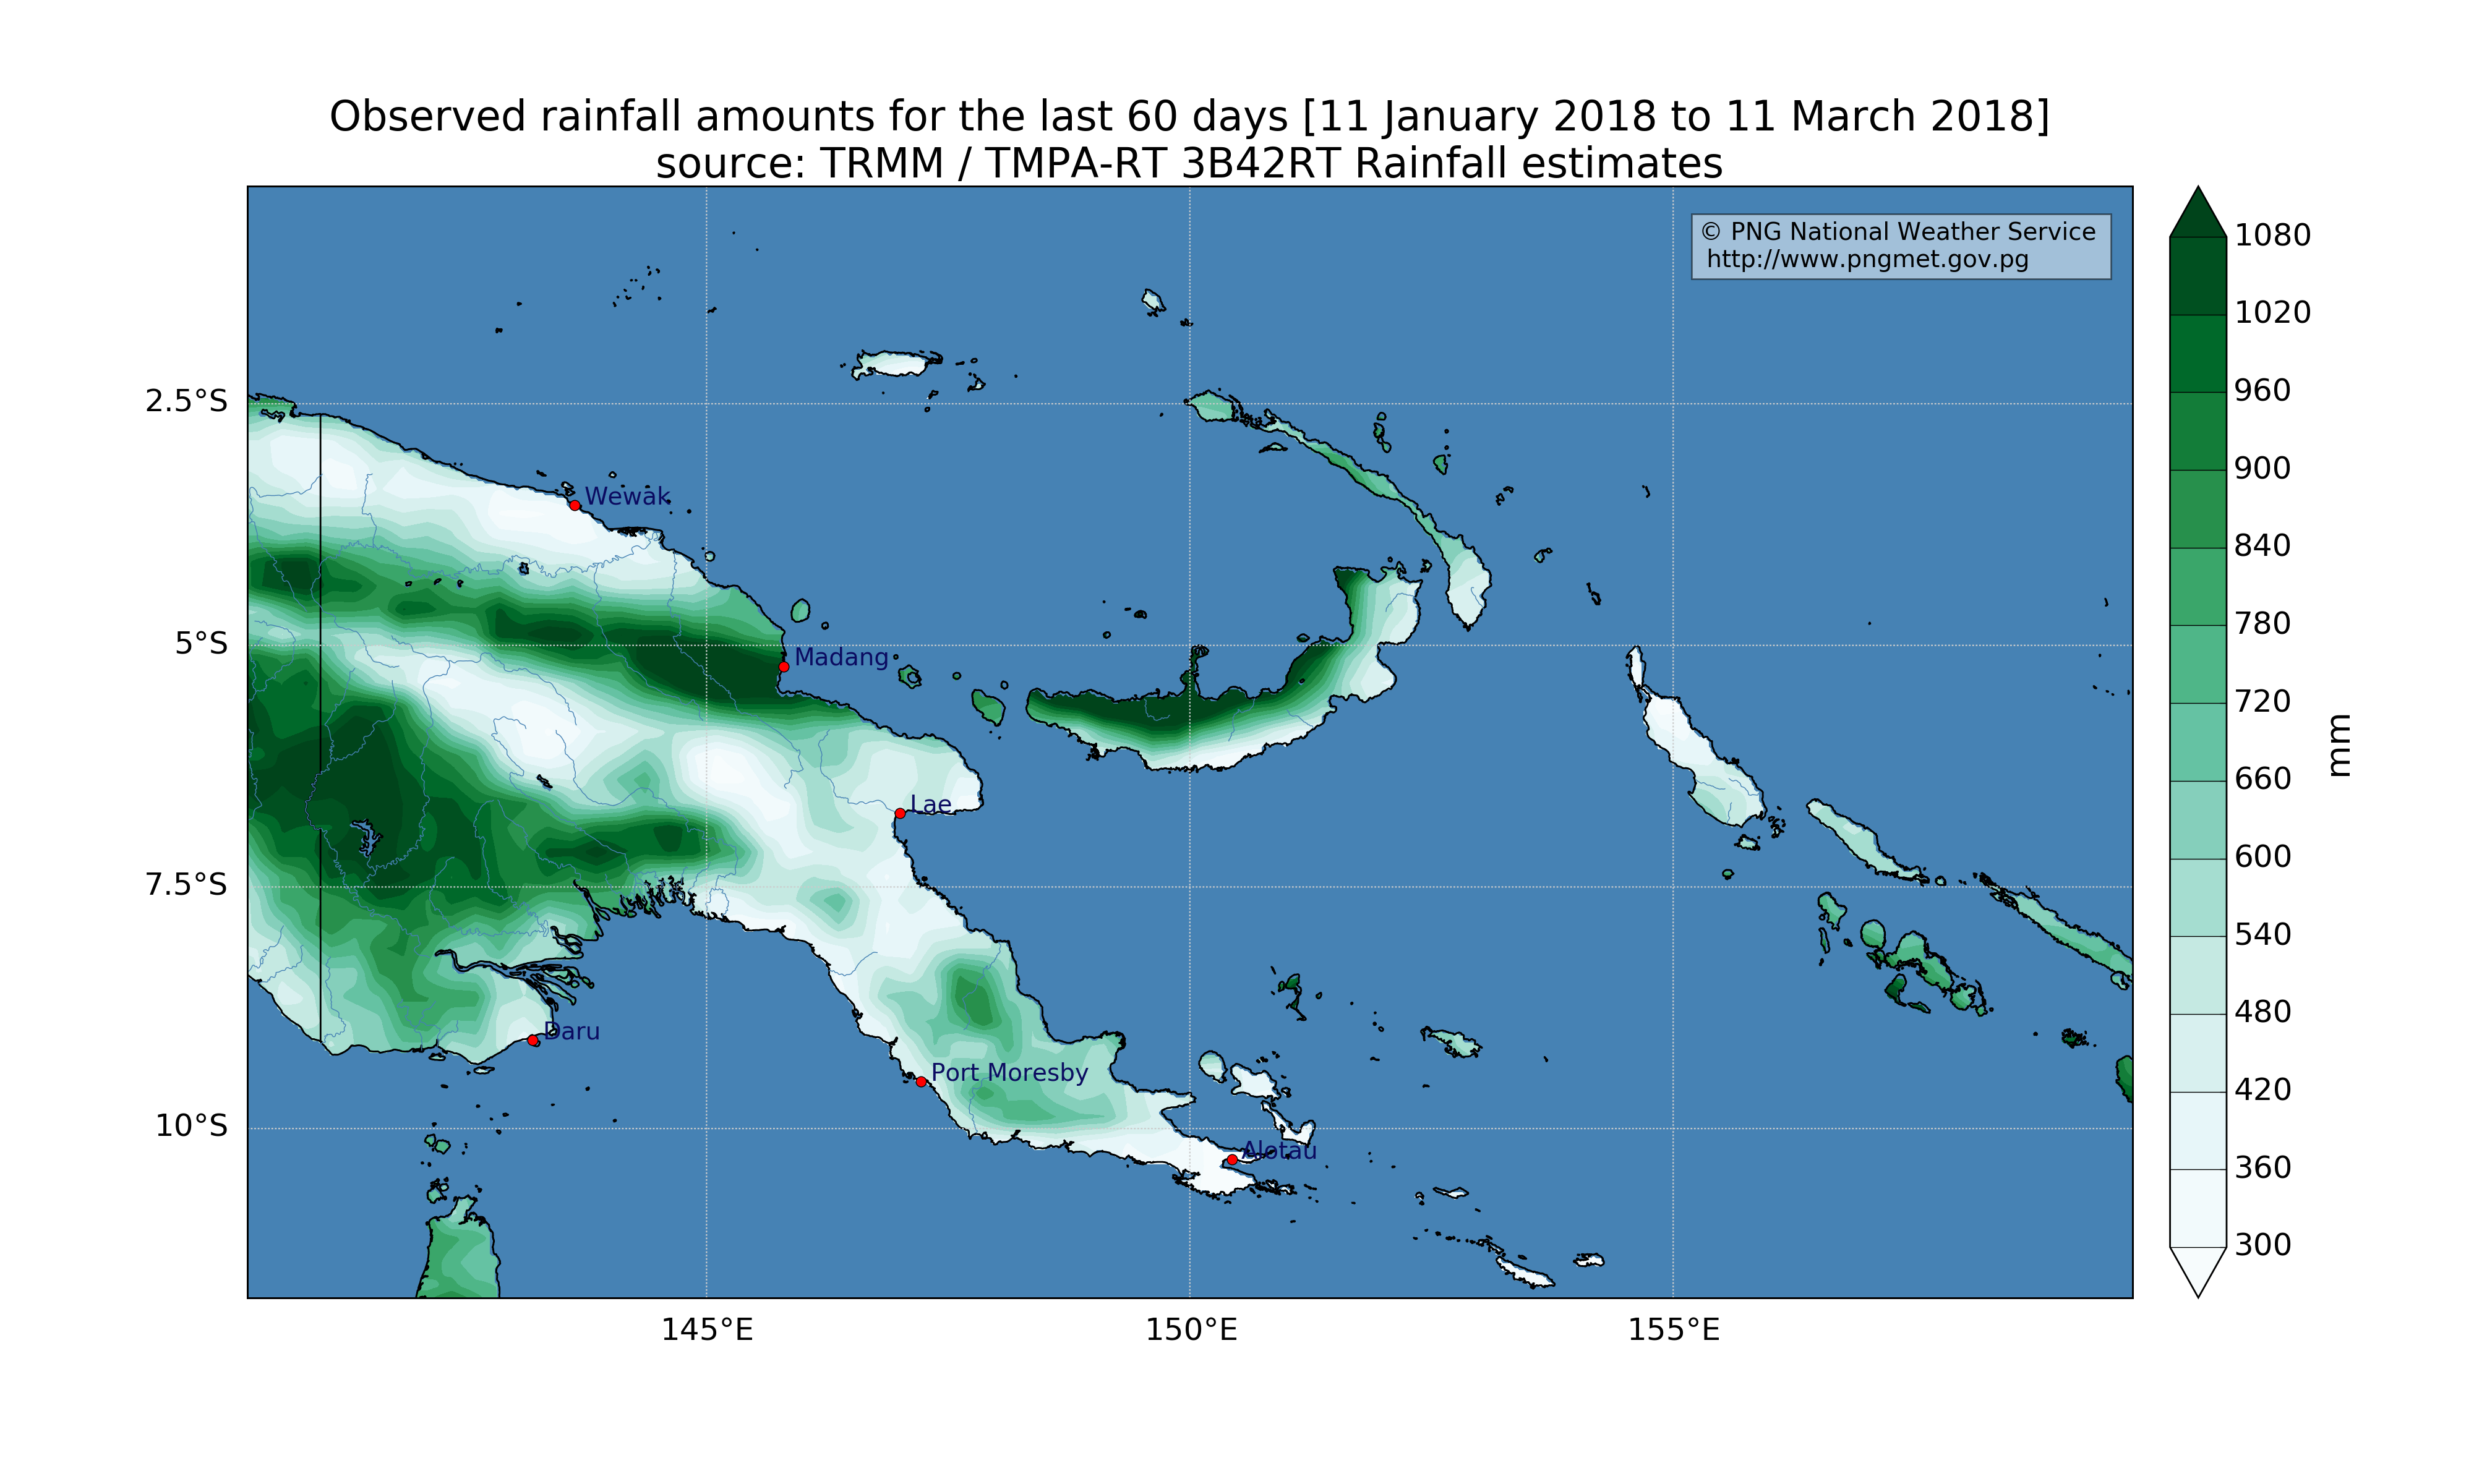 Observed rainfall amounts for the last 60 days [11 January 2018 to 11 March 2018]
source: TRMM / TMPA-RT 3B42RT Rainfall estimates
© PNG National Weather Service
http://www.pngmet.gov.pg
2.5°S
5°S
7.5°S
10°S
Wewak
Madang
Lae
Daru
Port Moresby
Alotau
145°E
150°E
155°E
1080
1020
960
900
840
780
720
660
600
540
480
420
360
300
mm